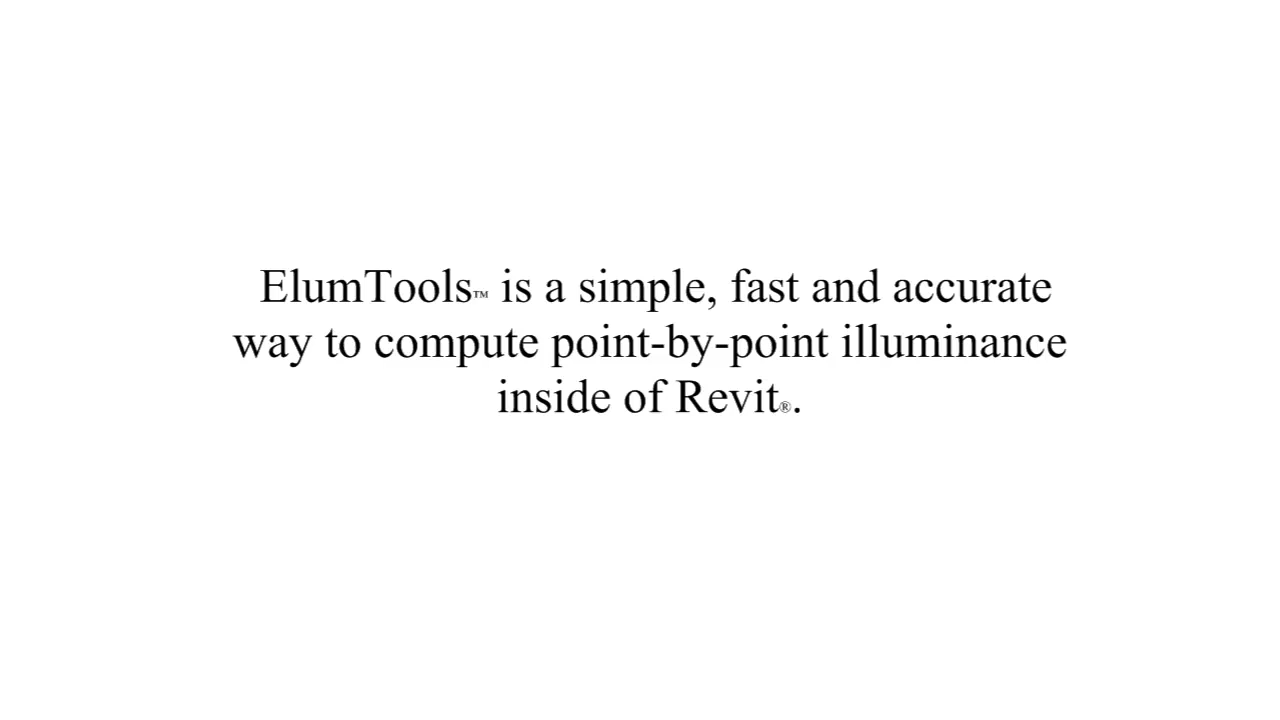 ElumTools™ is a simple, fast and accurate
way to compute point-by-point illuminance
inside of Revit®.